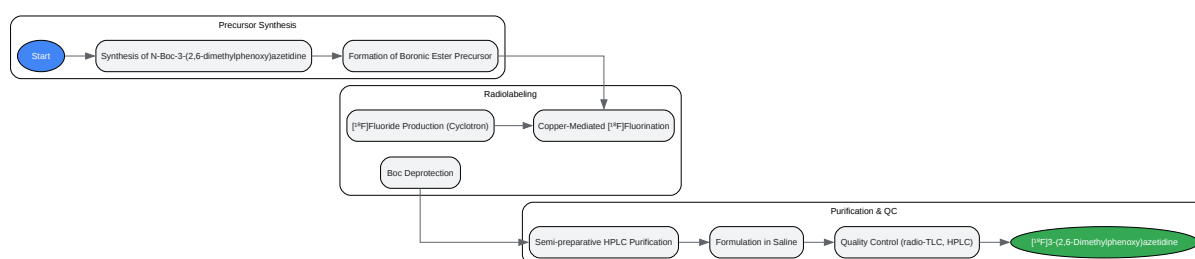 Precursor Synthesis
Start
Synthesis of N-Boc-3-(2,6-dimethylphenoxy)azetidine
Formation of Boronic Ester Precursor
Radiolabeling
[¹⁸F]Fluoride Production (Cyclotron)
Copper-Mediated [¹⁸F]Fluorination
Boc Deprotection
Purification & QC
Semi-preparative HPLC Purification
Formulation in Saline
Quality Control (radio-TLC, HPLC)
[¹⁸F]3-(2,6-Dimethylphenoxy)azetidine